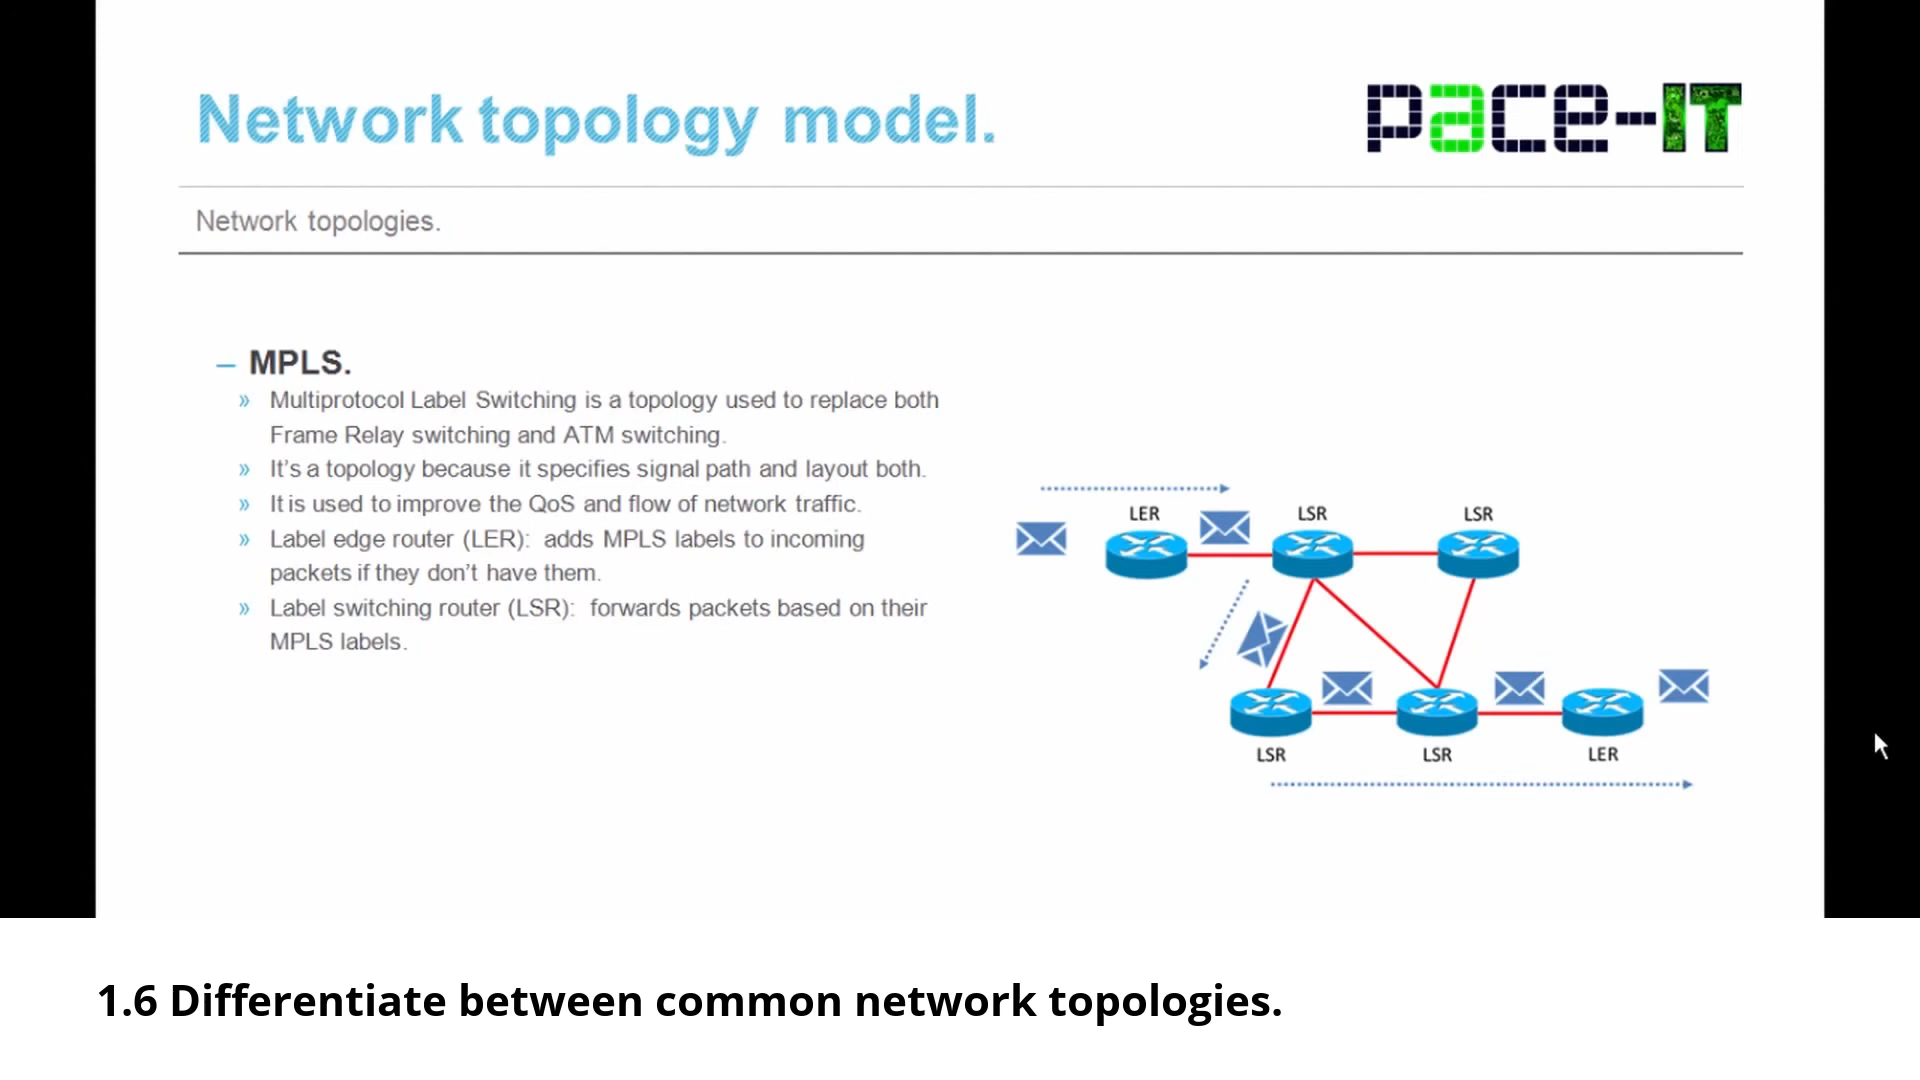 Network topology model.
pace-IT
Network topologies.
– MPLS.
» Multiprotocol Label Switching is a topology used to replace both
Frame Relay switching and ATM switching.
» It's a topology because it specifies signal path and layout both.
» It is used to improve the QoS and flow of network traffic.
» Label edge router (LER): adds MPLS labels to incoming
packets if they don't have them.
» Label switching router (LSR): forwards packets based on their
MPLS labels.
LER
LSR
LSR
LSR
LSR
LER
1.6 Differentiate between common network topologies.